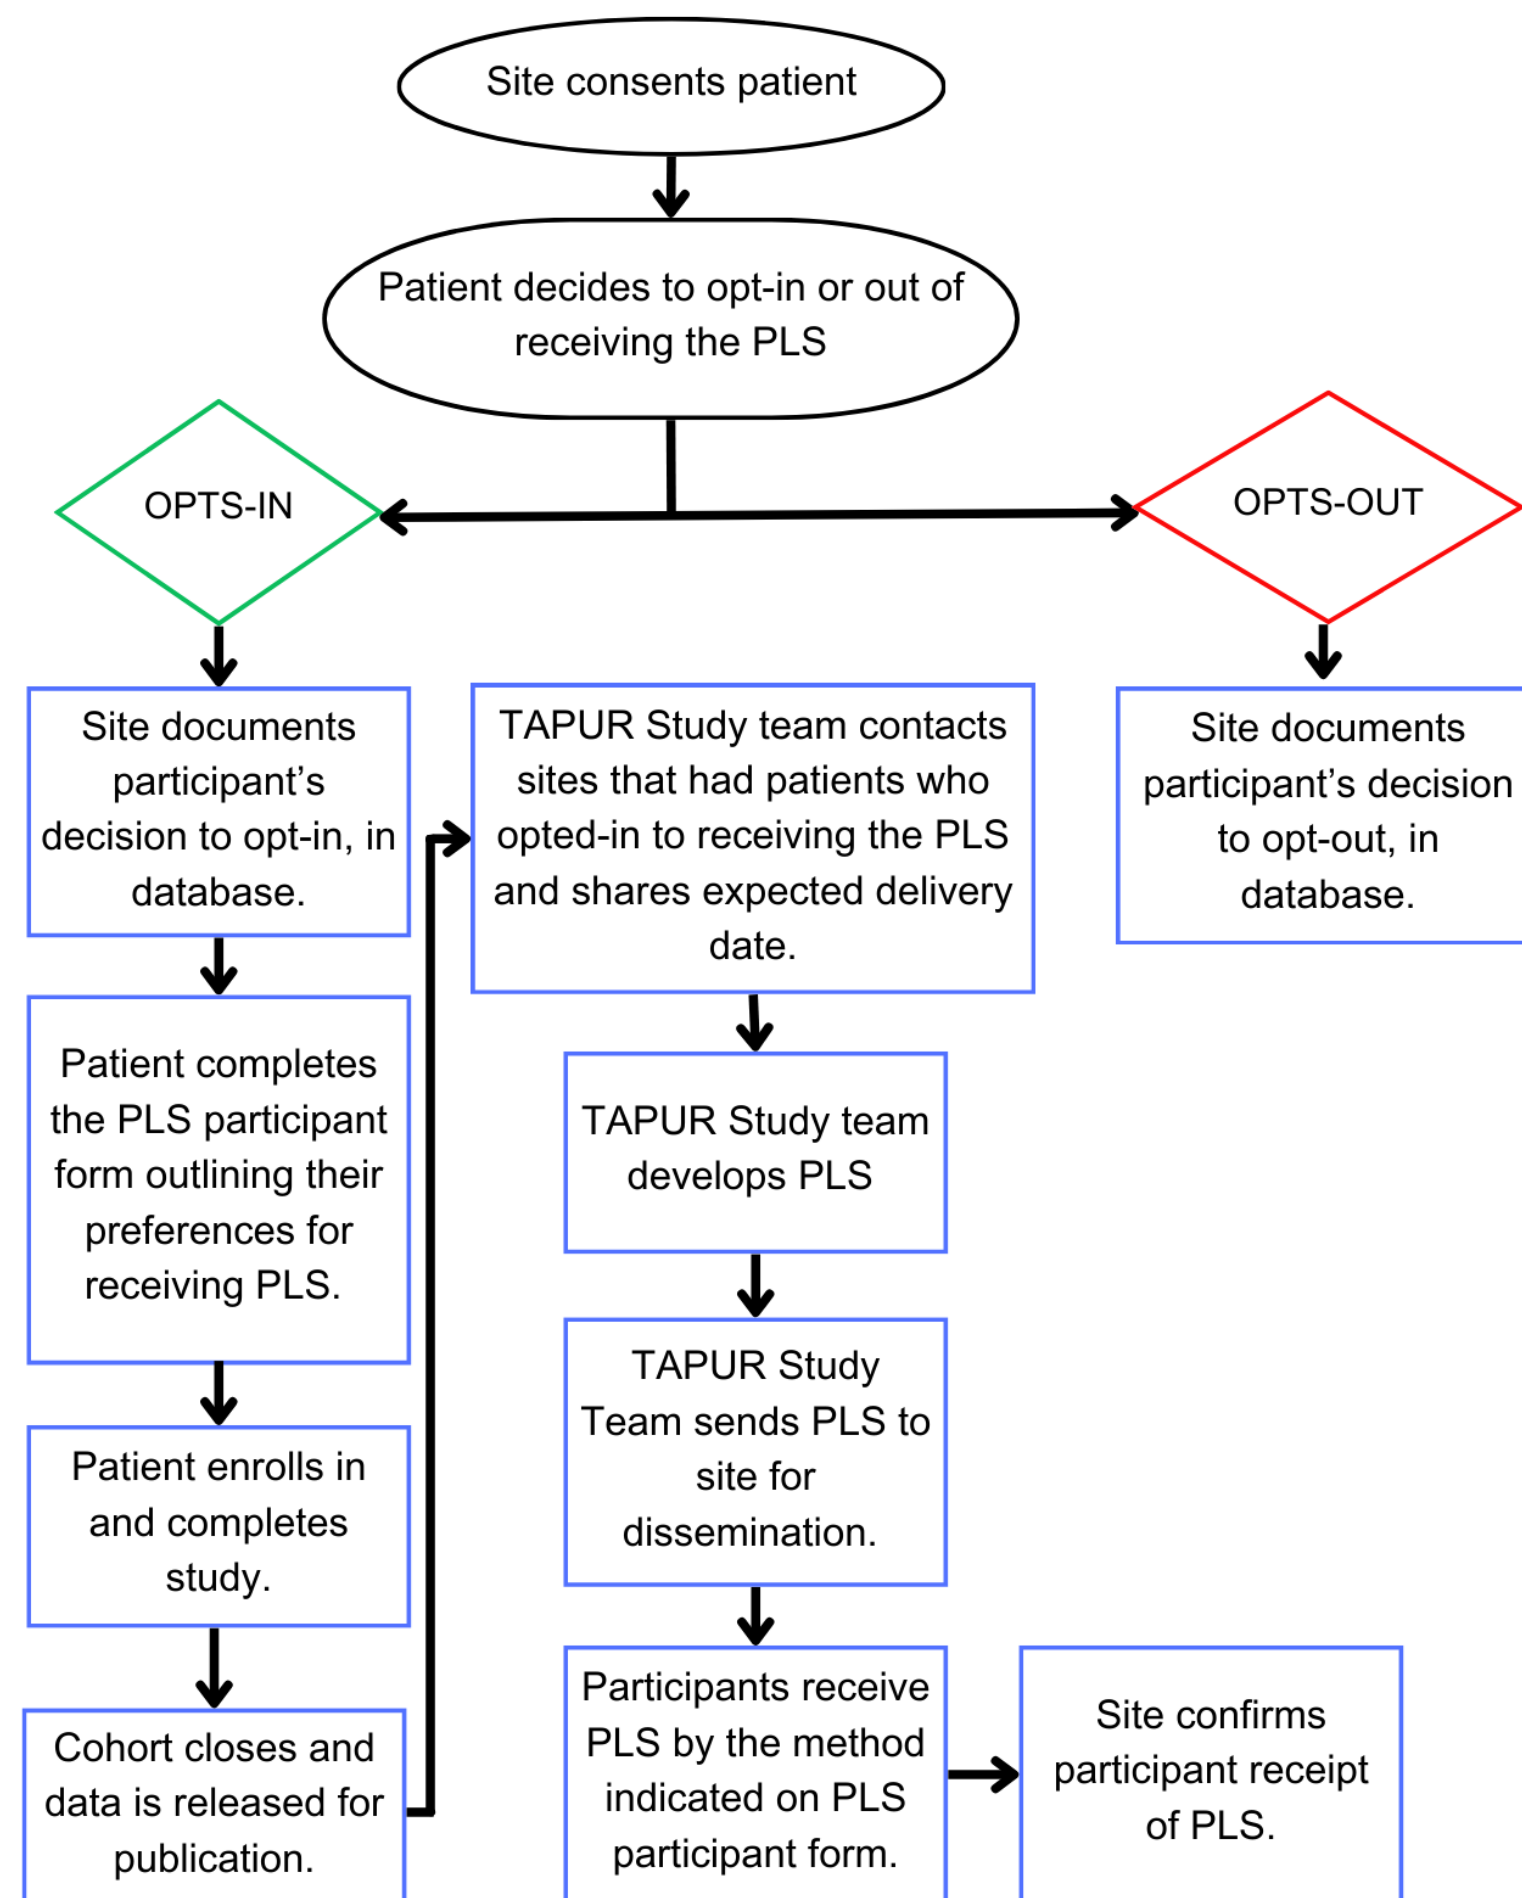 Site consents patient
Patient decides to opt-in or out of
receiving the PLS
OPTS-IN
OPTS-OUT
Site documents
participant’s
decision to opt-in, in
database.
Patient completes
the PLS participant
form outlining their
preferences for
receiving PLS.
Patient enrolls in
and completes
study.
Cohort closes and
data is released for
publication.
TAPUR Study team contacts
sites that had patients who
opted-in to receiving the PLS
and shares expected delivery
date.
TAPUR Study team
develops PLS
TAPUR Study
Team sends PLS to
site for
dissemination.
Participants receive
PLS by the method
indicated on PLS
participant form.
Site confirms
participant receipt
of PLS.
Site documents
participant’s decision
to opt-out, in
database.